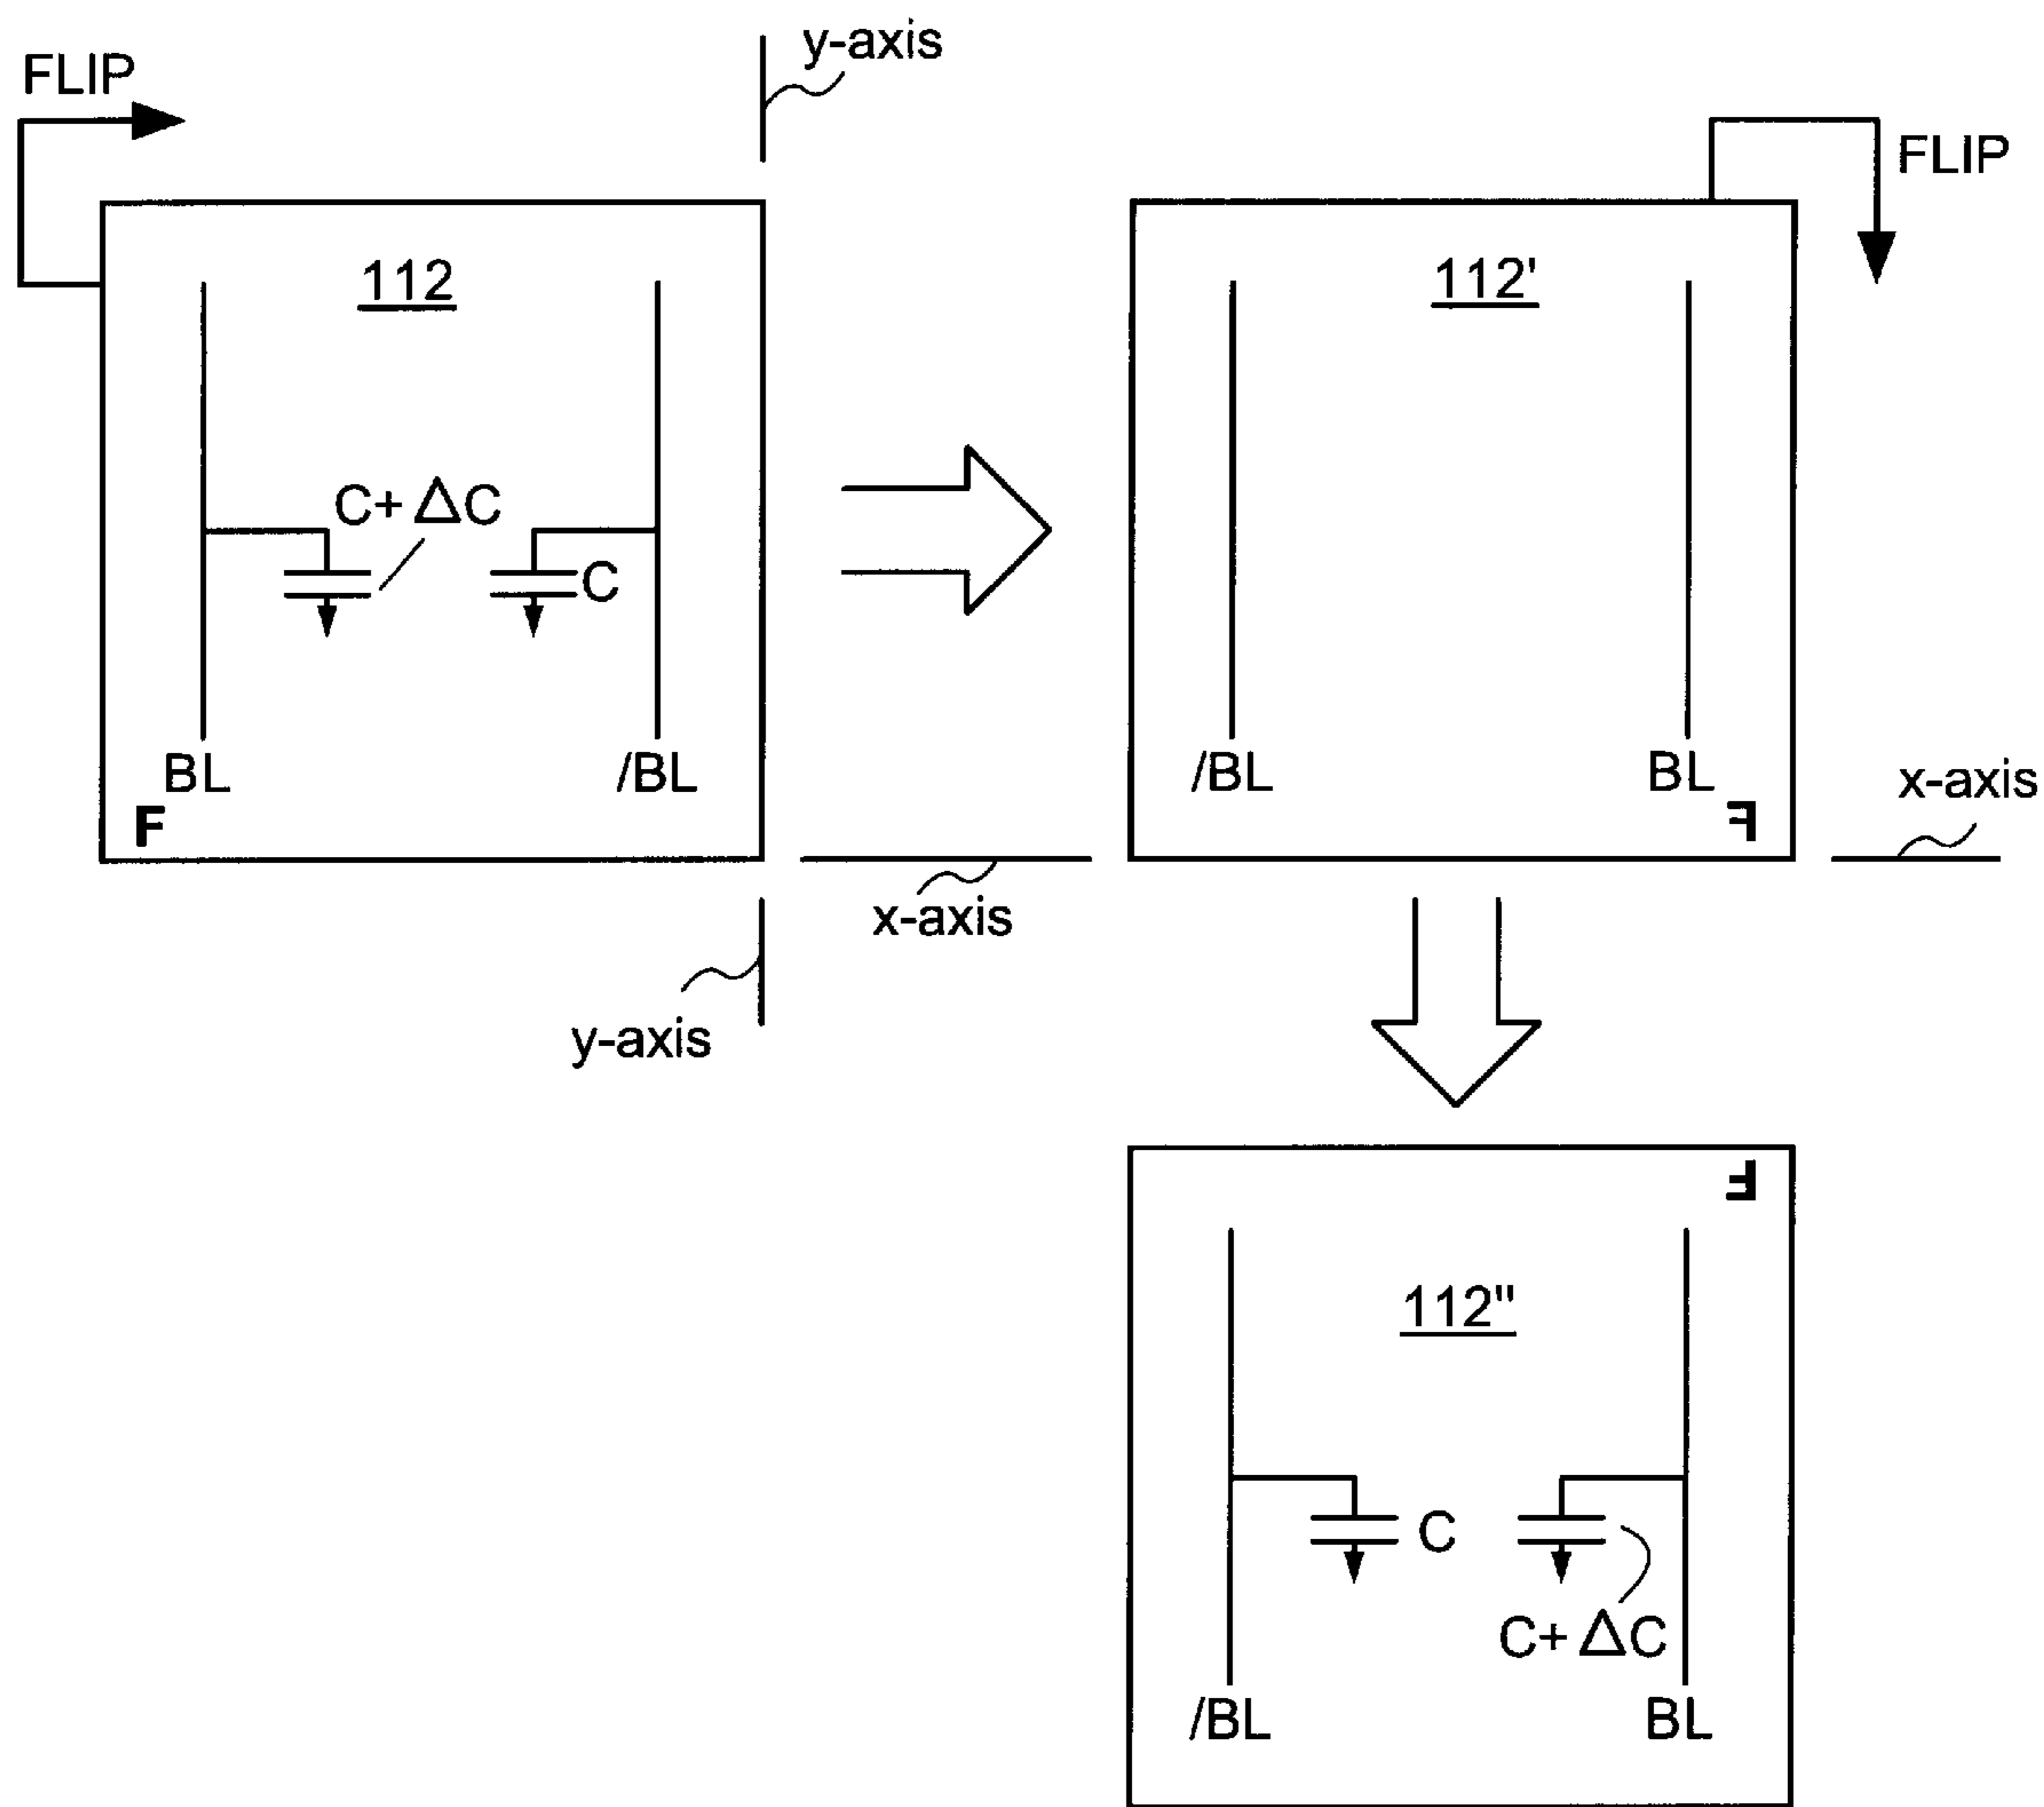 y-axis
FLIP
FLIP
112
112'
C+ ΔC
C
BL
/BL
/BL
BL
x-axis
F
F
x-axis
y-axis
F
112"
C
C+ ΔC
/BL
BL